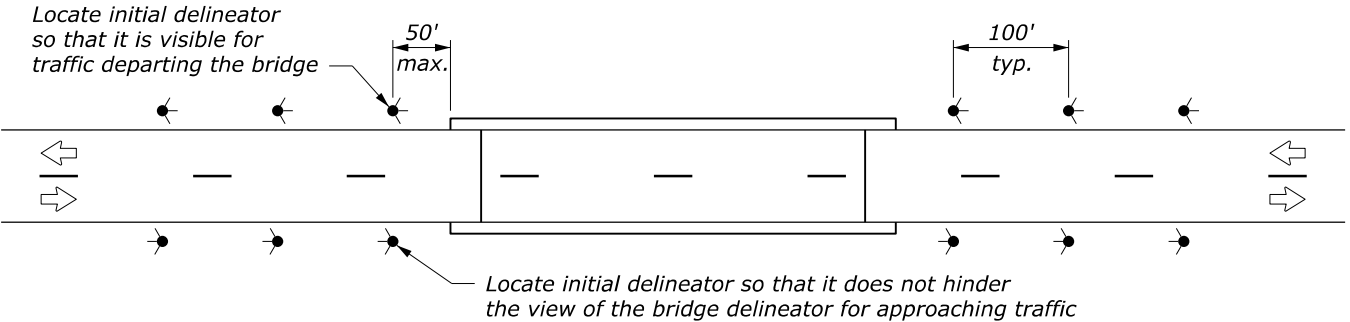 Locate initial delineator
so that it is visible for
traffic departing the bridge
50'
max.
100'
typ.
Locate initial delineator so that it does not hinder
the view of the bridge delineator for approaching traffic